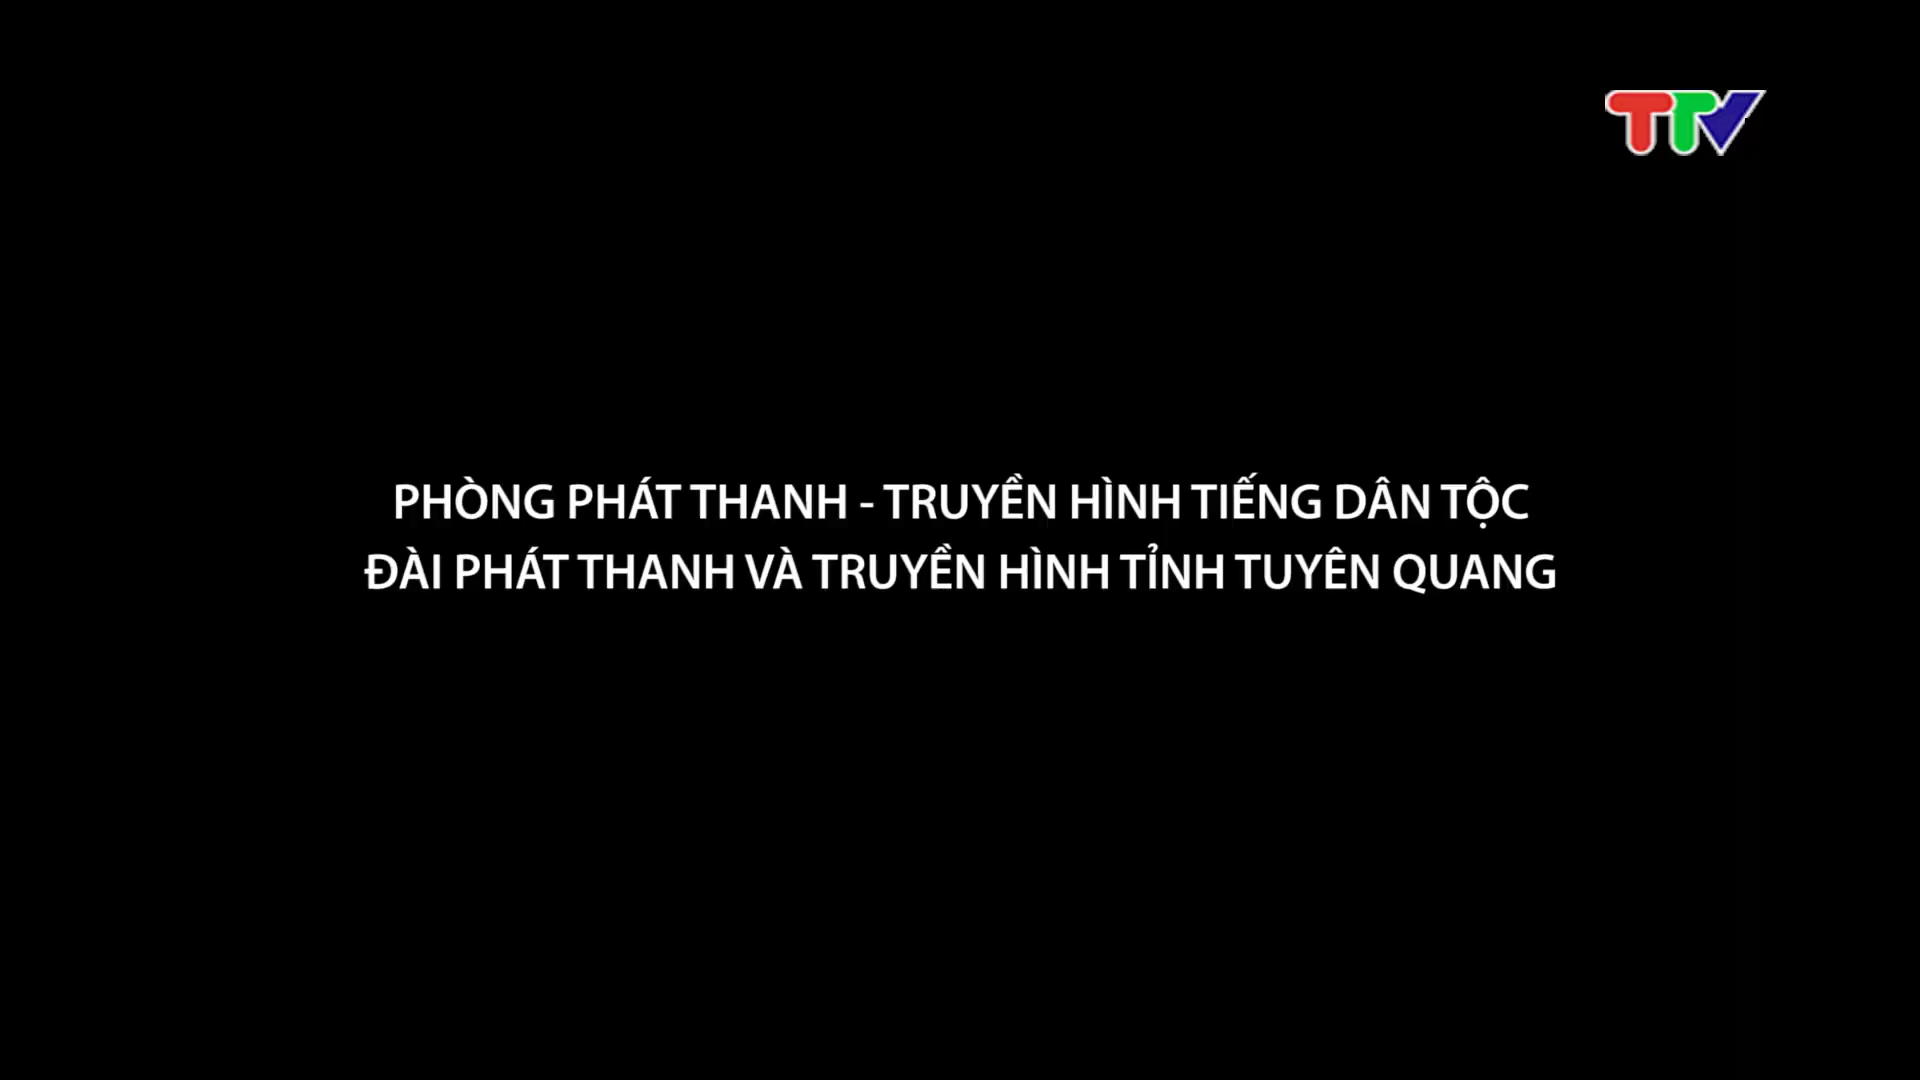 TTV
PHÒNG PHÁT THANH - TRUYỀN HÌNH TIẾNG DÂN TỘC
ĐÀI PHÁT THANH VÀ TRUYỀN HÌNH TỈNH TUYÊN QUANG